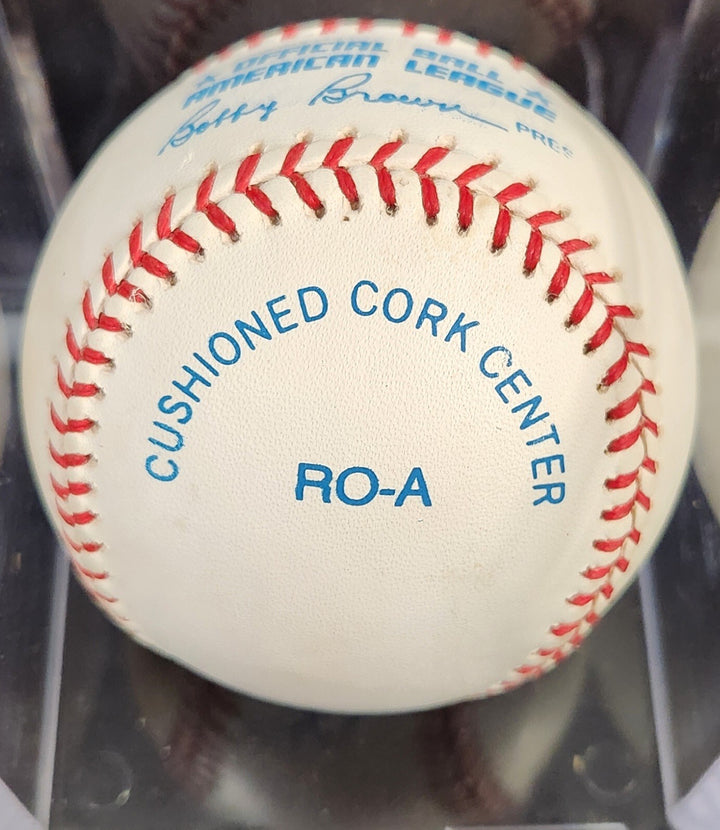 OFFICIAL BALL
AMERICAN LEAGUE
Bobby Brown PRES
CUSHIONED CORK CENTER
RO-A